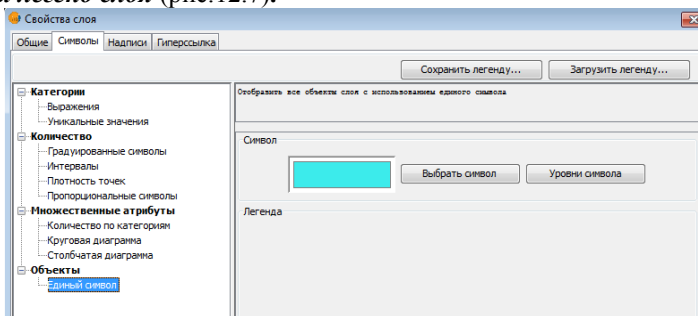 слоя (рис.12.7).
Свойства слоя
Общие Символы Надписи Гиперссылка
Сохранить легенду... Загрузить легенду...
Категории
Выражения
Уникальные значения
Количество
Градуированные символы
Интервалы
Плотность точек
Пропорциональные символы
Множественные атрибуты
Количество по категориям
Круговая диаграмма
Столбчатая диаграмма
Объекты
Единый символ
Отобразить все объекты слоя с использованием единого символа
Символ
Выбрать символ Уровни символа
Легенда